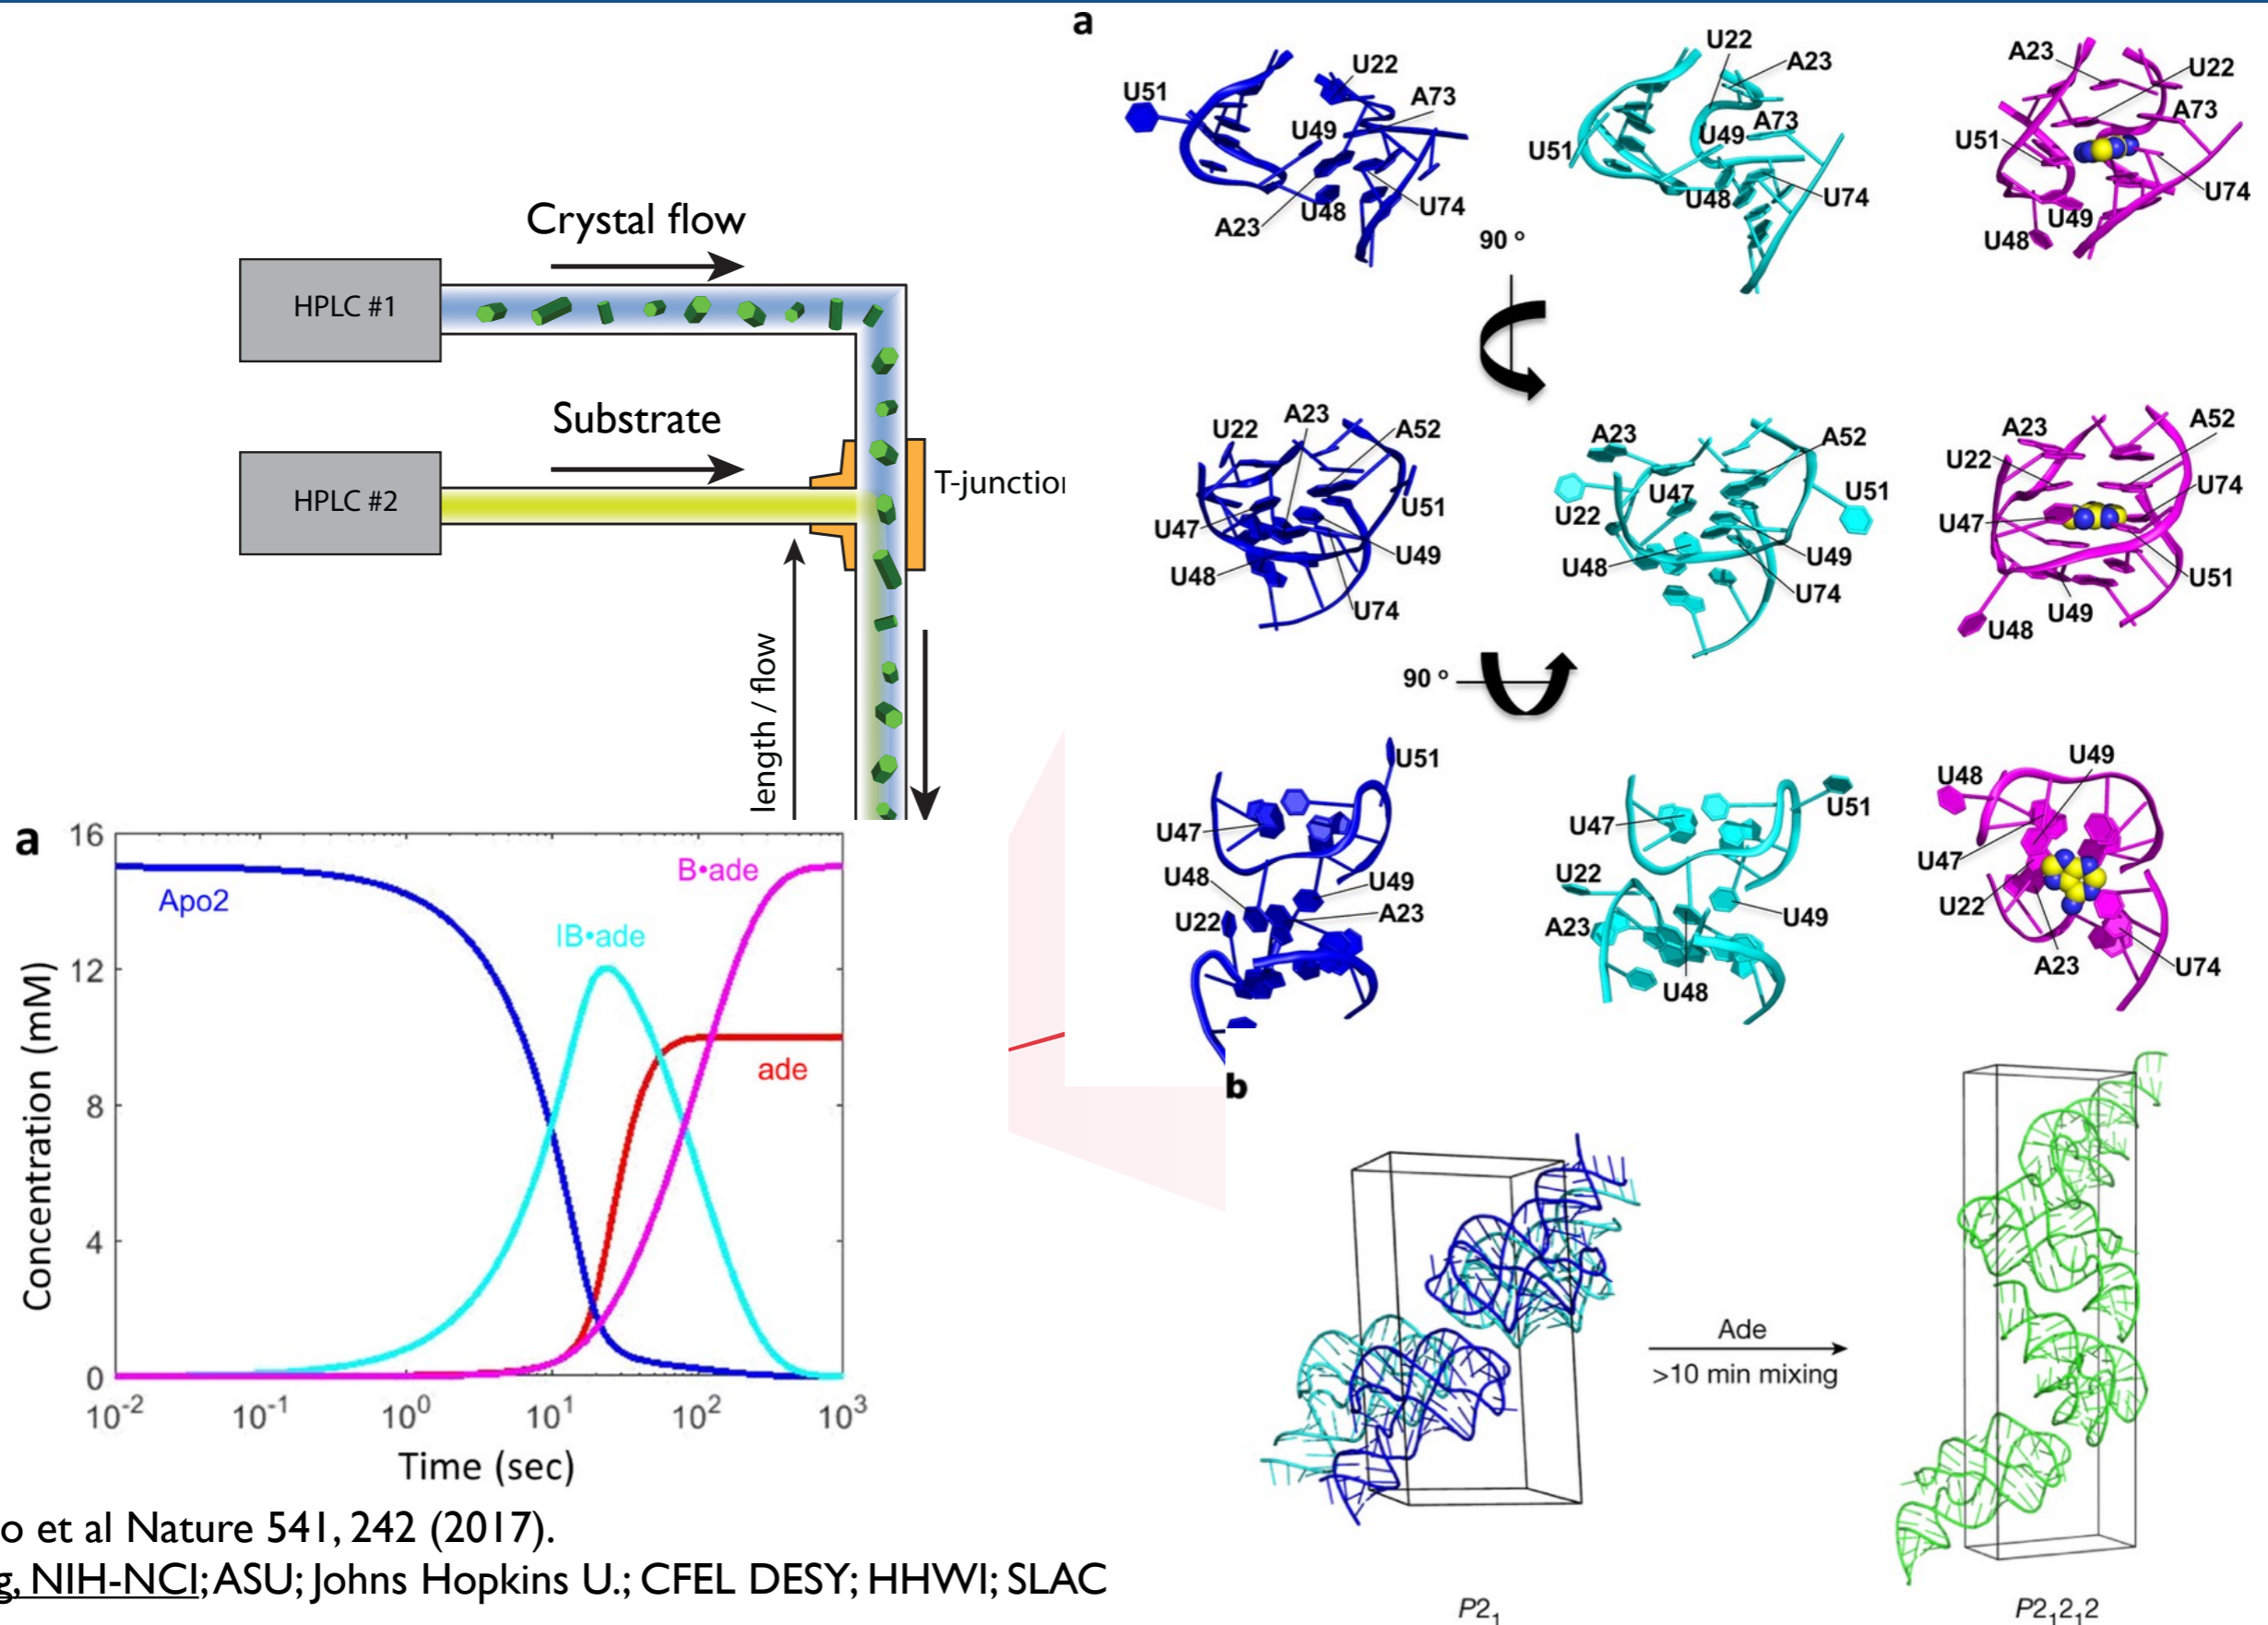 Crystal flow
HPLC #1
Substrate
HPLC #2
T-junction
length / flow
a
16
12
8
4
0
Concentration (mM)
Apo2
IB•ade
B•ade
ade
10-2
10-1
100
101
102
103
Time (sec)
o et al Nature 541, 242 (2017).
g, NIH-NCI; ASU; Johns Hopkins U.; CFEL DESY; HHWI; SLAC
a
U51
U22
A73
U49
A23
U48
U74
U22
A23
U51
U49
A73
U48
U74
A23
U22
A73
U51
U74
U49
U48
90 °
U22
A23
A52
U47
U51
U48
U49
U74
A23
A52
U47
U51
U22
U49
U48
U74
A23
A52
U22
U74
U47
U51
U49
U48
90 °
U51
U47
U48
U49
U22
A23
U47
U51
U22
A23
U49
U48
U49
U48
U47
U22
A23
U74
b
Ade
>10 min mixing
P21
P21212